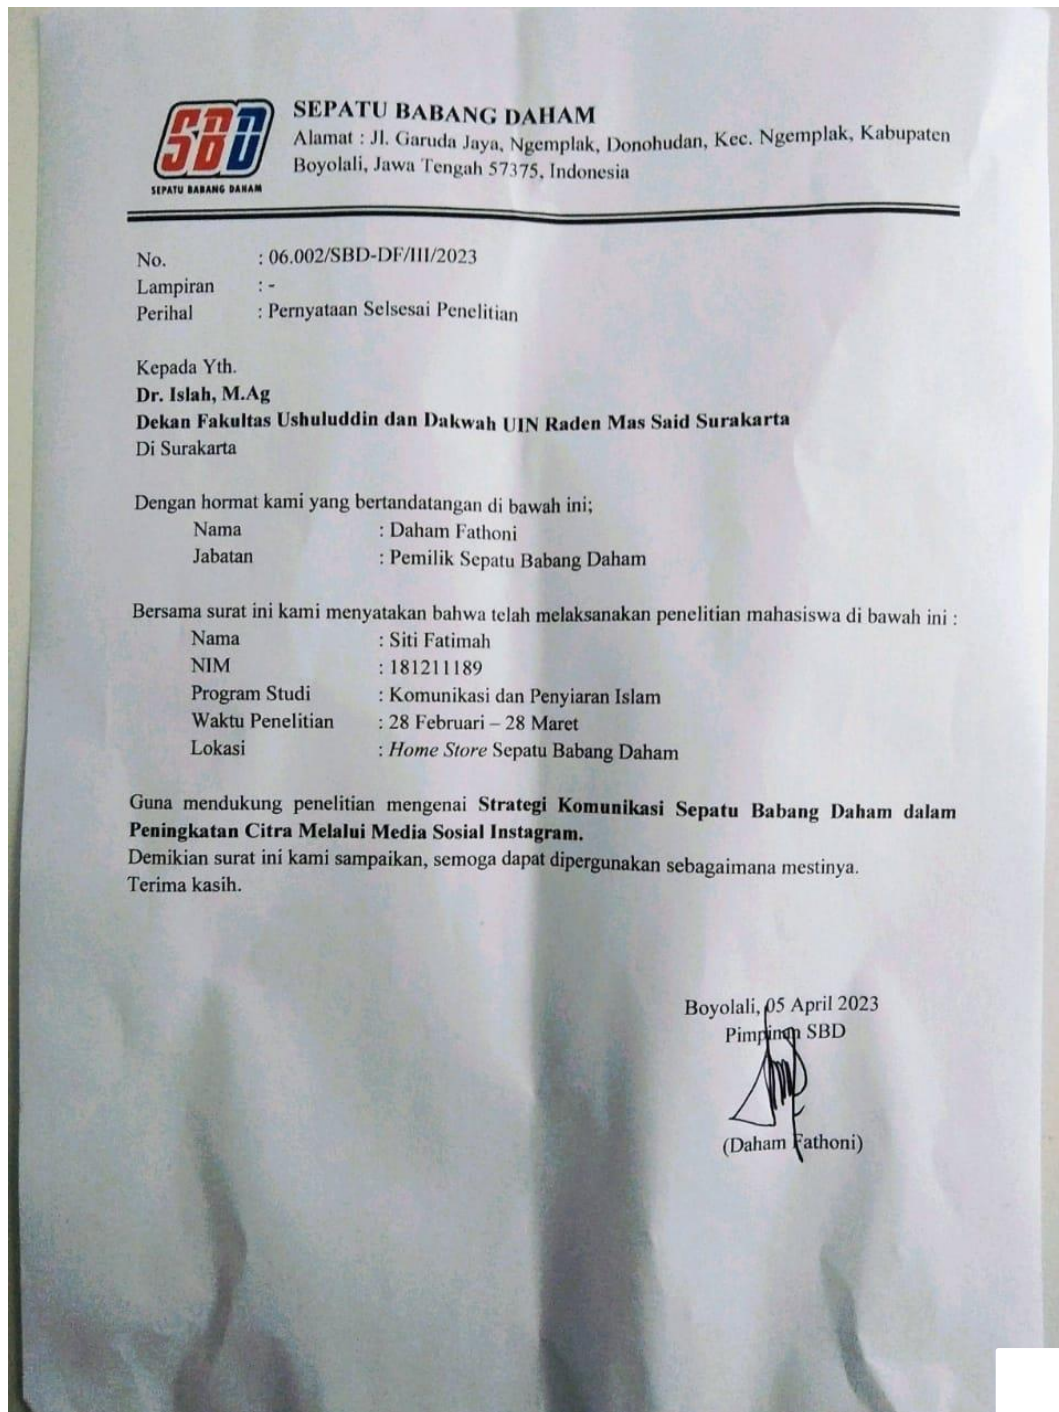 SBD
SEPATU BABANG DAHAM
SEPATU BABANG DAHAM
Alamat : Jl. Garuda Jaya, Ngemplak, Donohudan, Kec. Ngemplak, Kabupaten
Boyolali, Jawa Tengah 57375, Indonesia
No. : 06.002/SBD-DF/III/2023
Lampiran : -
Perihal : Pernyataan Selsesai Penelitian
Kepada Yth.
Dr. Islah, M.Ag
Dekan Fakultas Ushuluddin dan Dakwah UIN Raden Mas Said Surakarta
Di Surakarta
Dengan hormat kami yang bertandatangan di bawah ini;
Nama : Daham Fathoni
Jabatan : Pemilik Sepatu Babang Daham
Bersama surat ini kami menyatakan bahwa telah melaksanakan penelitian mahasiswa di bawah ini :
Nama : Siti Fatimah
NIM : 181211189
Program Studi : Komunikasi dan Penyiaran Islam
Waktu Penelitian : 28 Februari – 28 Maret
Lokasi : Home Store Sepatu Babang Daham
Guna mendukung penelitian mengenai Strategi Komunikasi Sepatu Babang Daham dalam
Peningkatan Citra Melalui Media Sosial Instagram.
Demikian surat ini kami sampaikan, semoga dapat dipergunakan sebagaimana mestinya.
Terima kasih.
Boyolali, 05 April 2023
Pimpinan SBD
(Daham Fathoni)